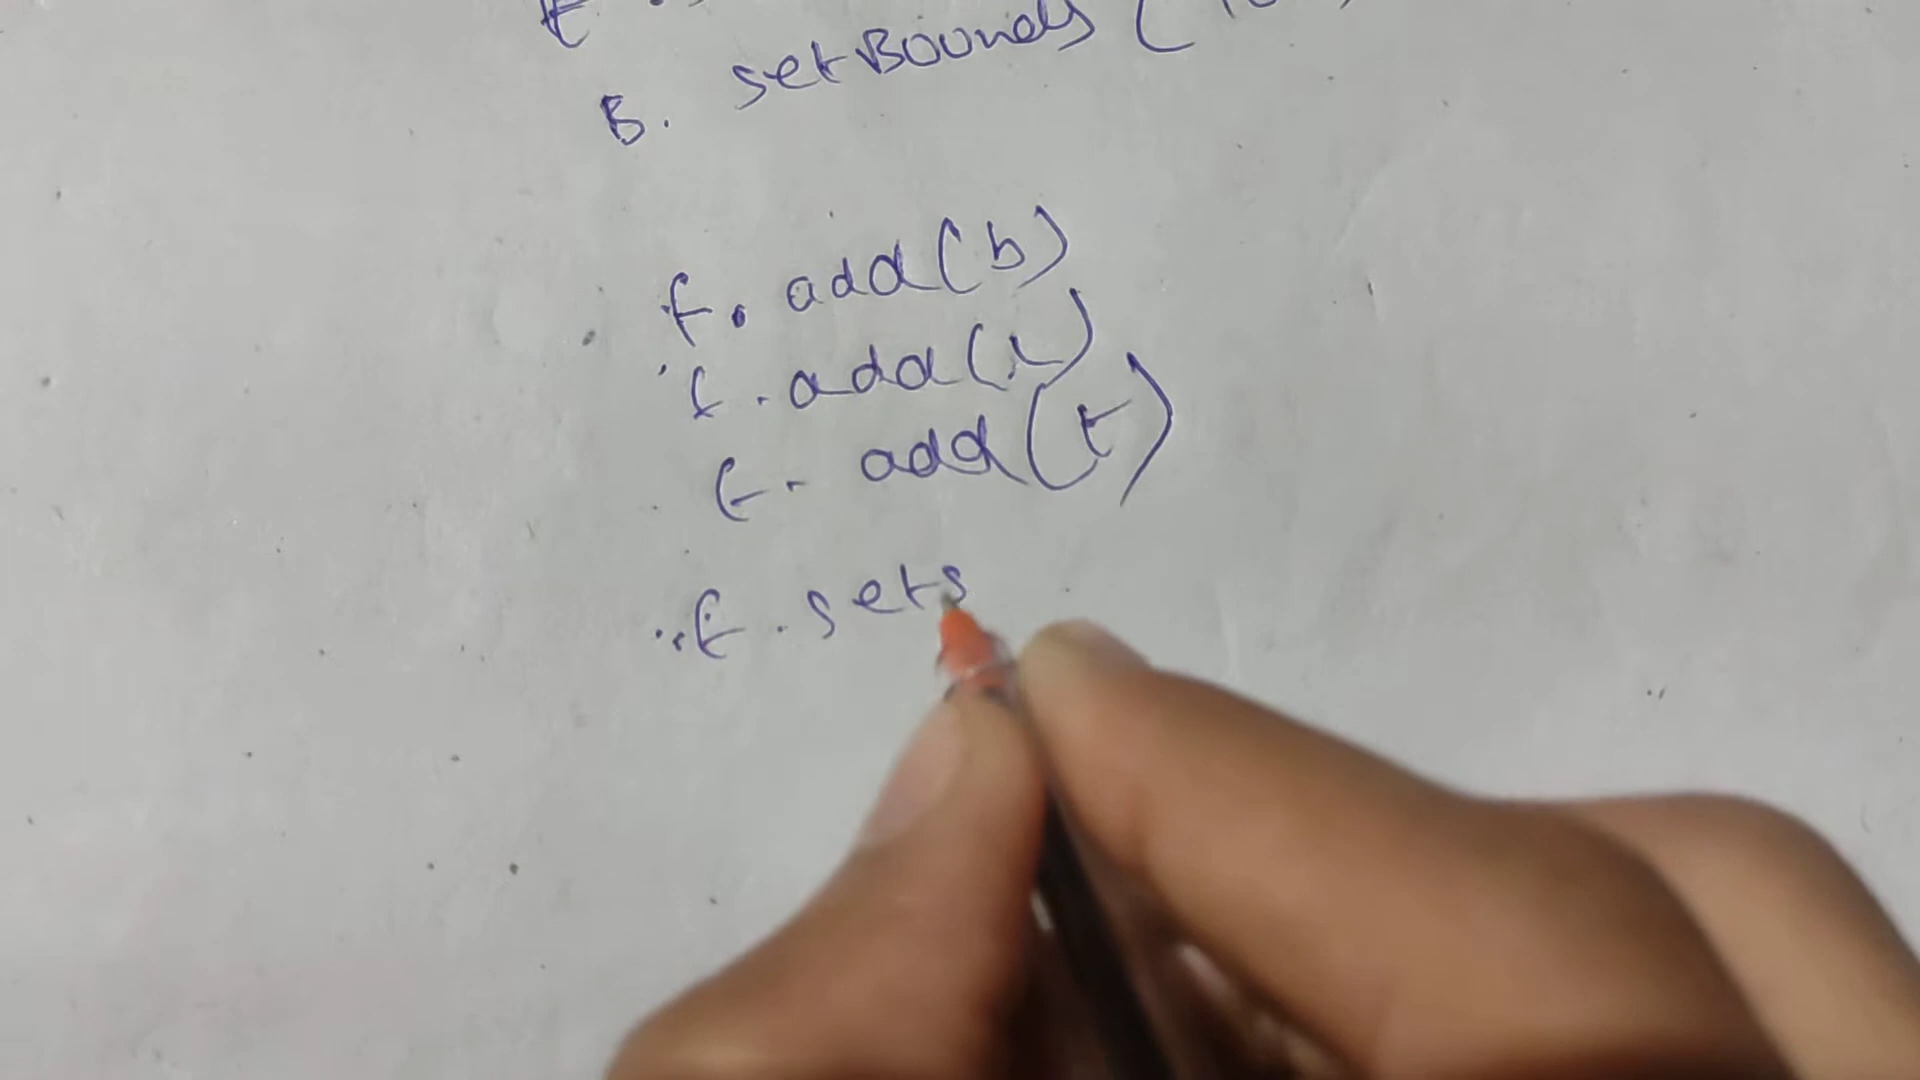 B. setBounds (
f. add(b)
f. add(l)
f. add(t)
f. sets